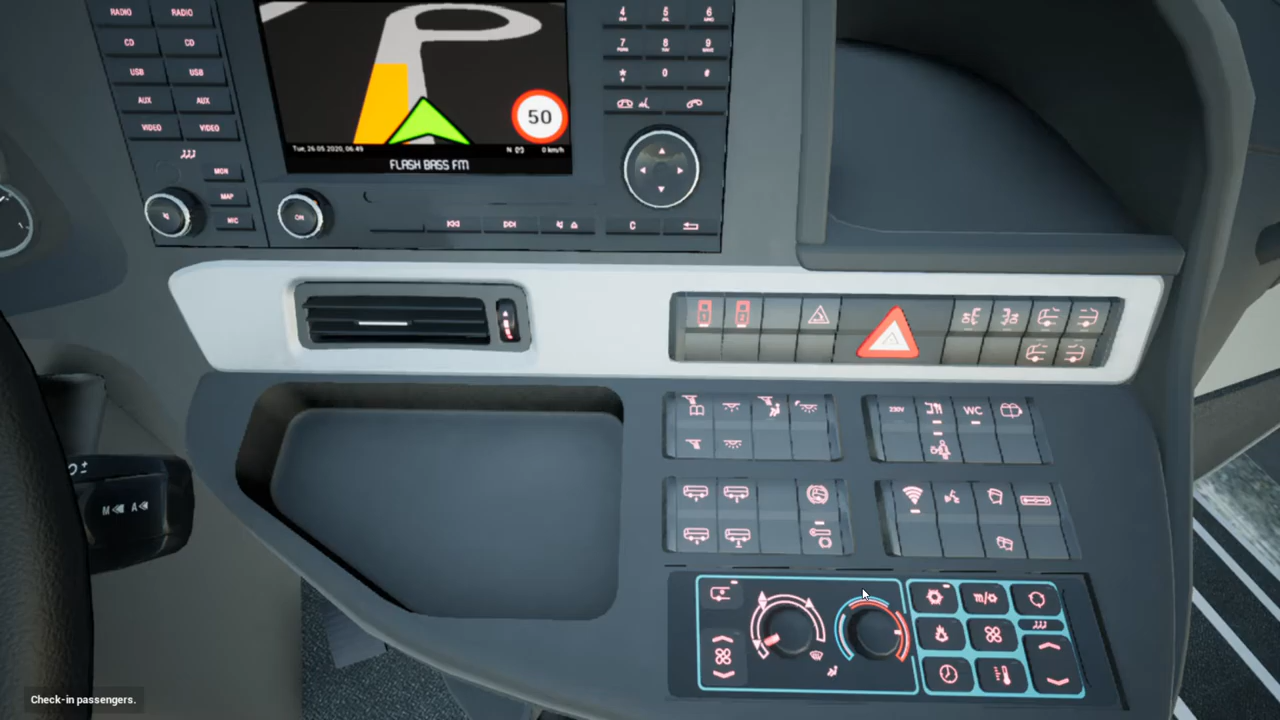 RADIO RADIO
CD CD
USB USB
AUX AUX
VIDEO VIDEO
MON
MAP
MIC
ON
50
Tue, 26.05.2020, 06:49
0 km/h
FLASH BASS FM
4 5 6
7 8 9
* 0 #
C
230V
WC
M A
Check-in passengers.